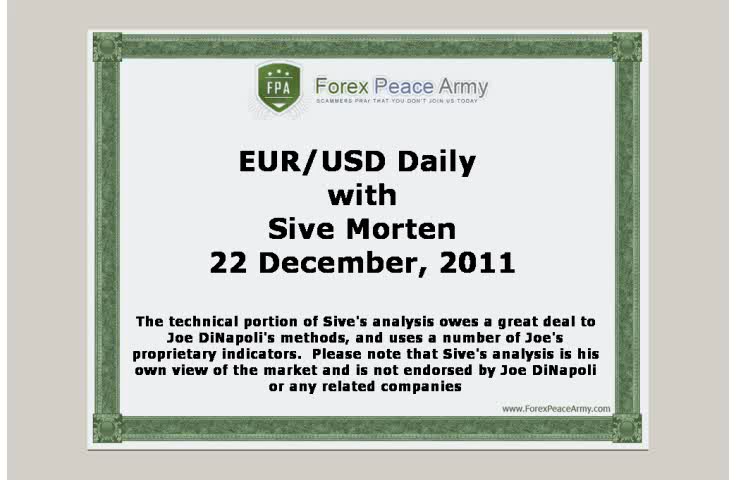 FPA
Forex Peace Army
SCAMMERS PRAY THAT YOU DON'T JOIN US TODAY
EUR/USD Daily
with
Sive Morten
22 December, 2011
The technical portion of Sive's analysis owes a great deal to
Joe DiNapoli's methods, and uses a number of Joe's
proprietary indicators. Please note that Sive's analysis is his
own view of the market and is not endorsed by Joe DiNapoli
or any related companies
www.ForexPeaceArmy.com